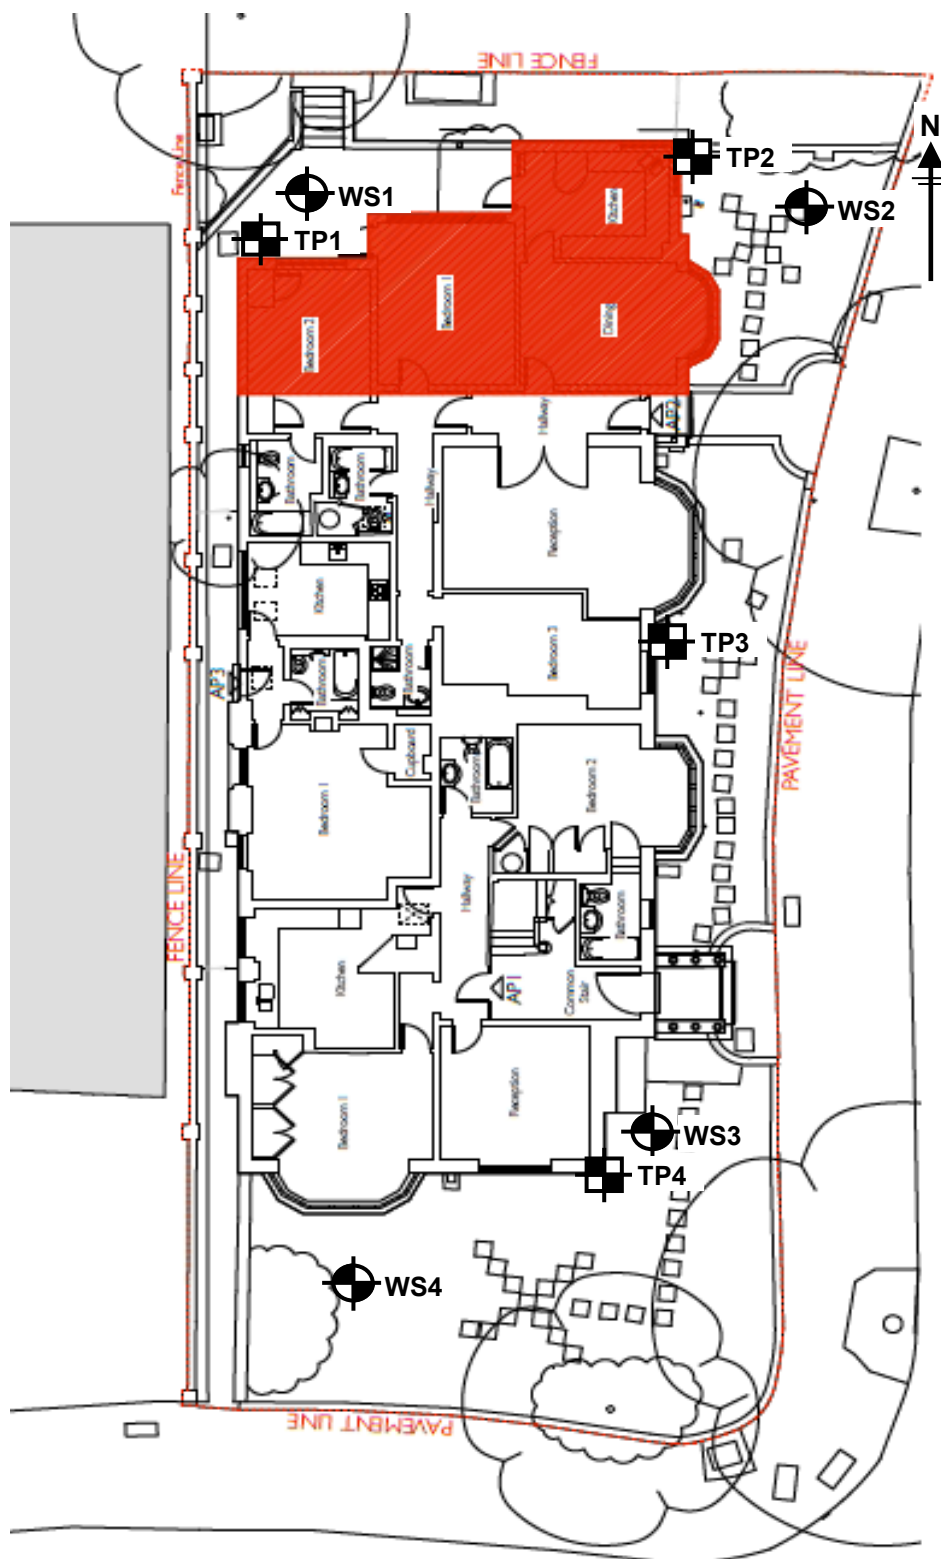 FENCE LINE
N
TP2
Fence Line
WS1
WS2
Kitchen
TP1
Bedroom 1
Dining
Bedroom 2
Hallway
AP2
Bathroom
Bathroom
Hallway
Reception
Kitchen
TP3
Bedroom 3
Bathroom
Bathroom
AP3
PAVEMENT LINE
Cupboard
Bathroom
Bedroom 2
Bedroom 1
Hallway
FENCE LINE
Bathroom
Kitchen
AP1
Common
Stair
Reception
Bedroom 1
WS3
TP4
WS4
PAVEMENT LINE